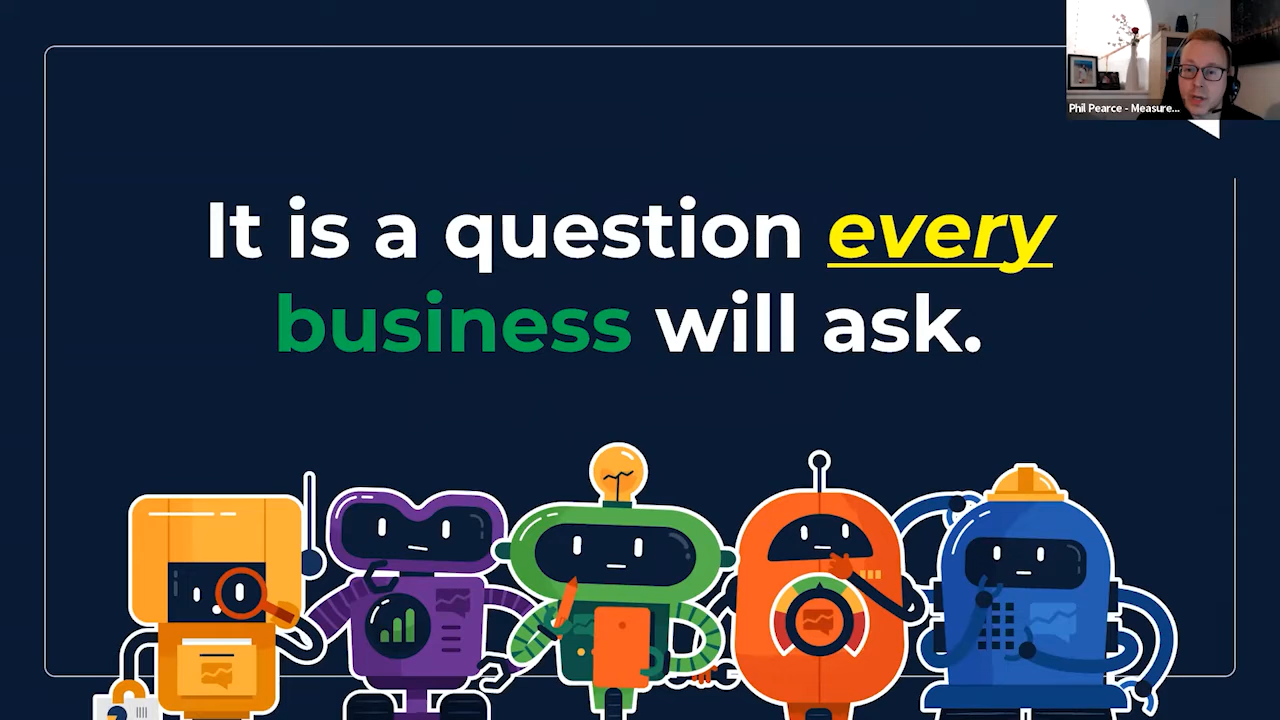 Phil Pearce - Measure...
It is a question every
business will ask.